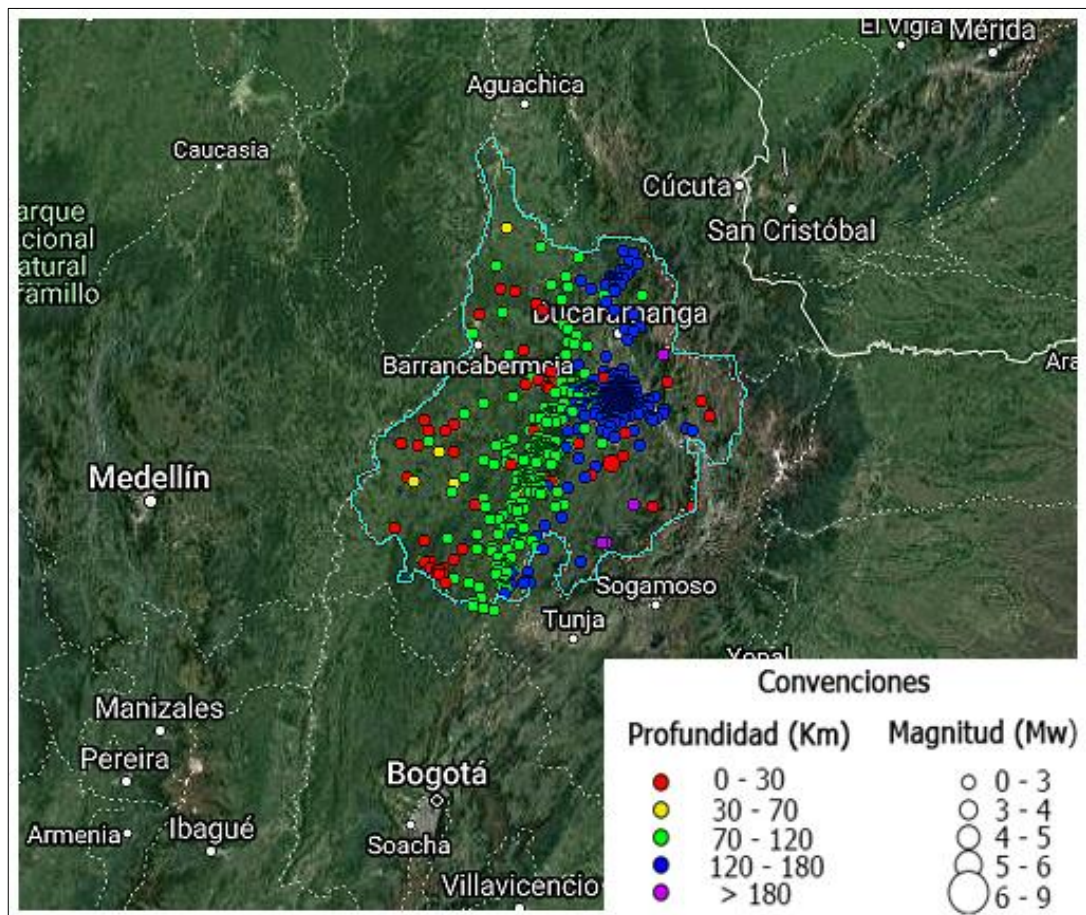 El Vigía
Mérida
Aguachica
Caucasia
Cúcuta
San Cristóbal
arque
cional
atural
ramillo
Bucaramanga
Barrancabermeja
Ara
Medellín
Sogamoso
Tunja
Yopal
Manizales
Pereira
Bogotá
Armenia
Ibagué
Soacha
Villavicencio
Convenciones
Profundidad (Km)
0 - 30
30 - 70
70 - 120
120 - 180
> 180
Magnitud (Mw)
0 - 3
3 - 4
4 - 5
5 - 6
6 - 9